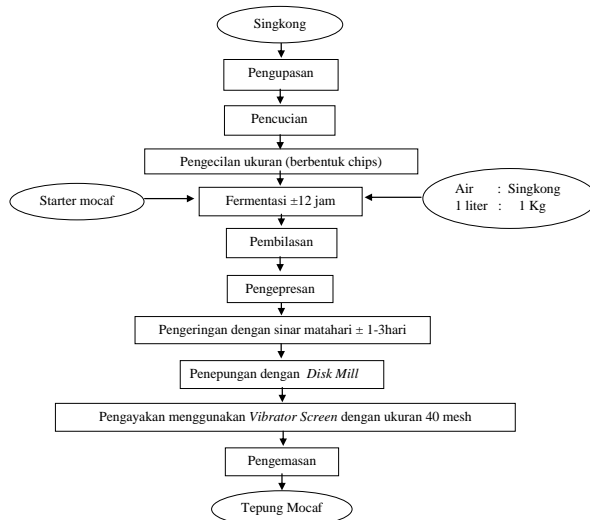 Singkong
Pengupasan
Pencucian
Pengecilan ukuran (berbentuk chips)
Starter mocaf
Fermentasi ±12 jam
Air : Singkong
1 liter : 1 Kg
Pembilasan
Pengepresan
Pengeringan dengan sinar matahari ± 1-3hari
Penepungan dengan Disk Mill
Pengayakan menggunakan Vibrator Screen dengan ukuran 40 mesh
Pengemasan
Tepung Mocaf